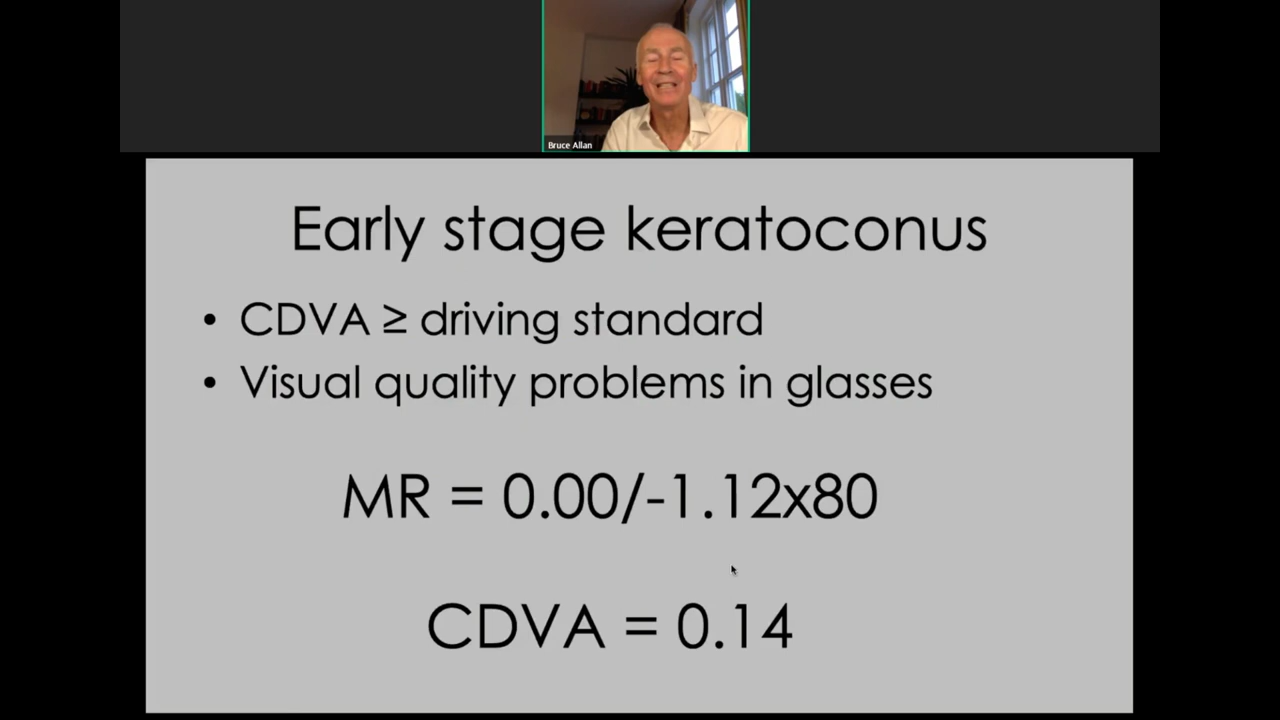 Bruce Allan
Early stage keratoconus
• CDVA ≥ driving standard
• Visual quality problems in glasses
MR = 0.00/-1.12x80
CDVA = 0.14